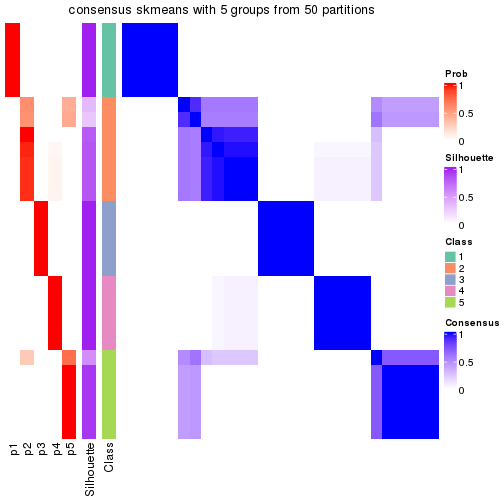 consensus skmeans with 5 groups from 50 partitions
Prob
1
0.5
0
Silhouette
1
0.5
0
Class
1
2
3
4
5
Consensus
1
0.5
0
p1
p2
p3
p4
p5
Silhouette
Class